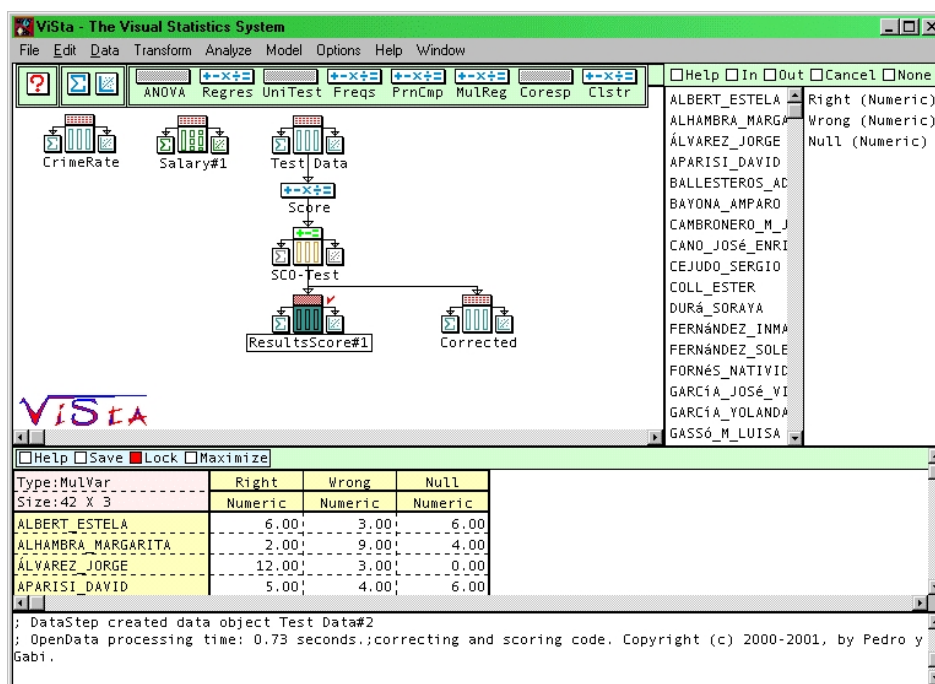 ViSta - The Visual Statistics System
File Edit Data Transform Analyze Model Options Help Window
ANOVA Regres UniTest Freqs PrnCmp MulReg Coresp Clstr
Help In Out Cancel None
CrimeRate Salary#1 Test Data
Score
SCO-Test
ResultsScore#1 Corrected
ViSta
ALBERT_ESTELA
ALHAMBRA_MARGA
ÁLVAREZ_JORGE
APARISI_DAVID
BALLESTEROS_AD
BAYONA_AMPARO
CAMBRONERO_M_J
CANO_JOSé_ENRI
CEJUDO_SERGIO
COLL_ESTER
DURá_SORAYA
FERNáNDEZ_INMA
FERNáNDEZ_SOLE
FORNéS_NATIVID
GARCíA_JOSé_VI
GARCíA_YOLANDA
GASSó_M_LUISA
Right (Numeric)
Wrong (Numeric)
Null (Numeric)
Help Save Lock Maximize
Type:MulVar Right Wrong Null
Size:42 X 3 Numeric Numeric Numeric
ALBERT_ESTELA 6.00 3.00 6.00
ALHAMBRA_MARGARITA 2.00 9.00 4.00
ÁLVAREZ_JORGE 12.00 3.00 0.00
APARISI_DAVID 5.00 4.00 6.00
; DataStep created data object Test Data#2
; OpenData processing time: 0.73 seconds.;correcting and scoring code. Copyright (c) 2000-2001, by Pedro y
Gabi.